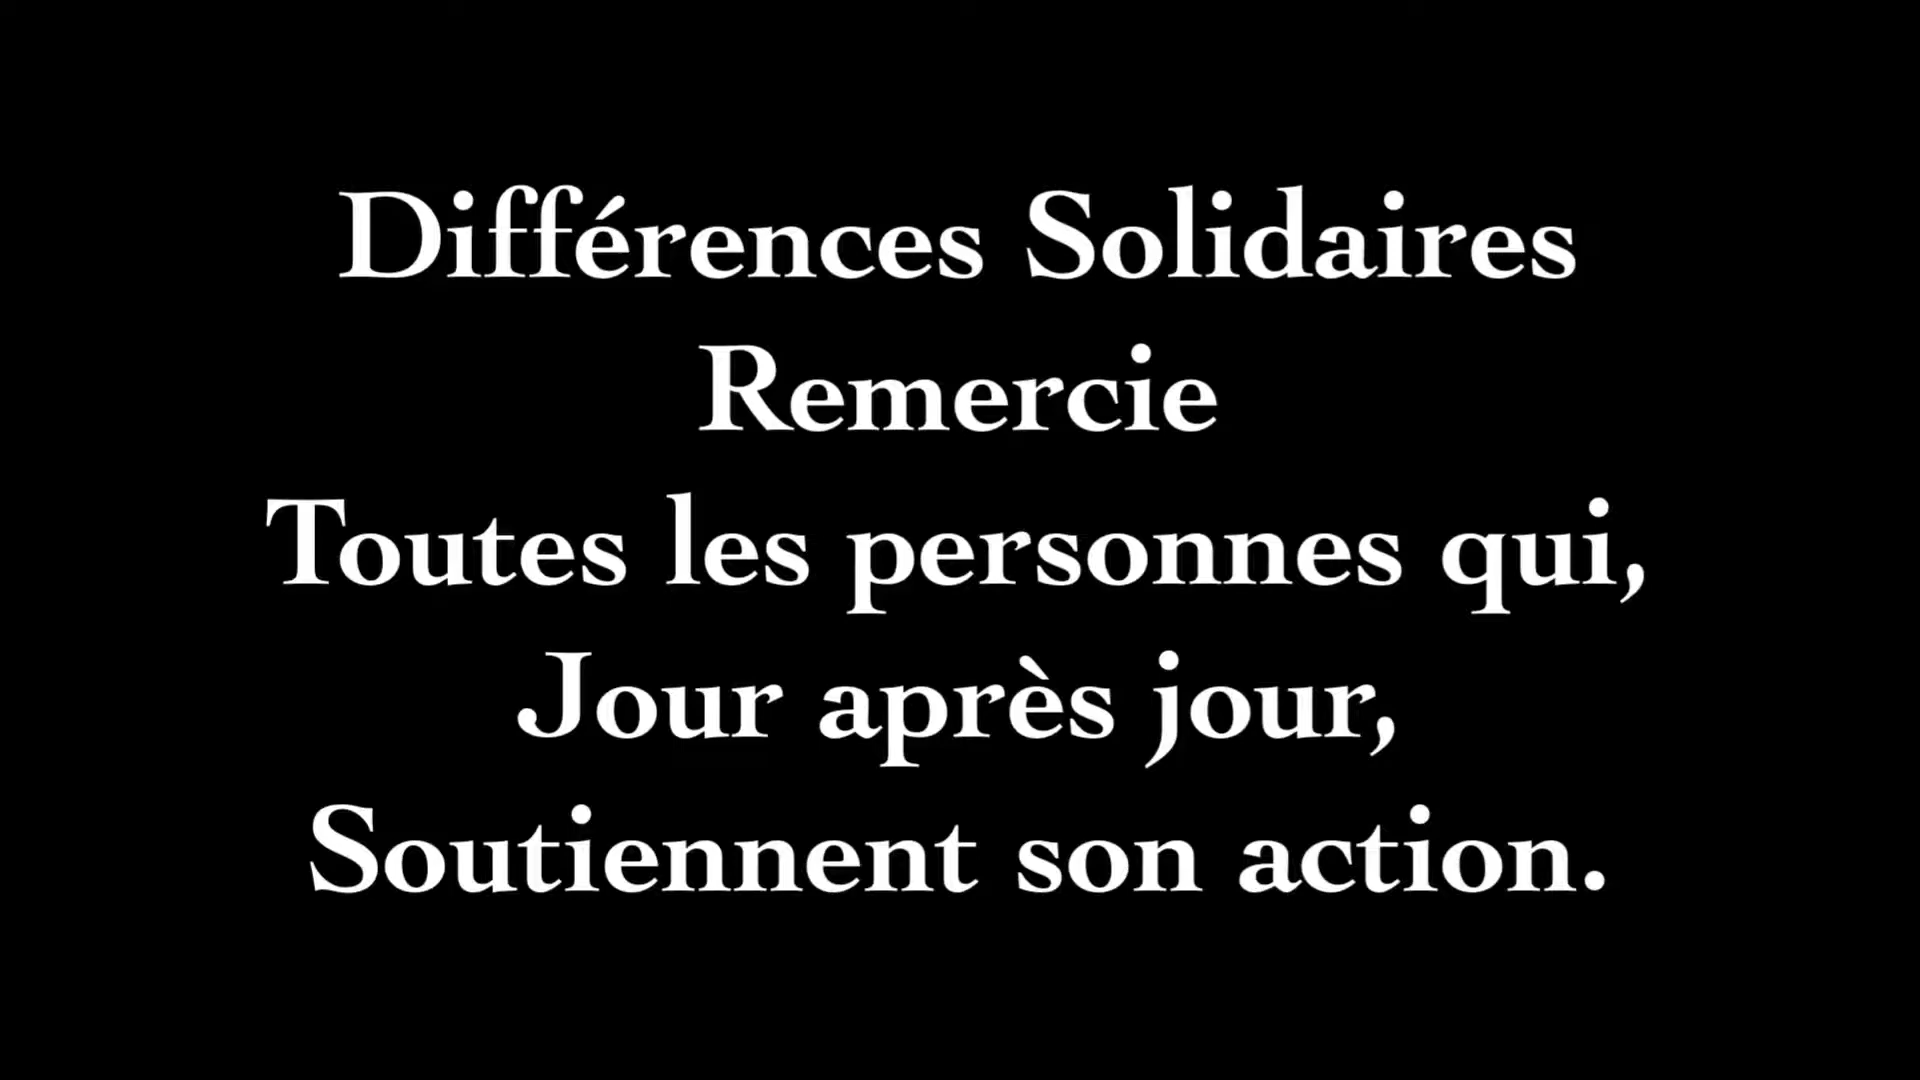 Différences Solidaires
Remercie
Toutes les personnes qui,
Jour après jour,
Soutiennent son action.